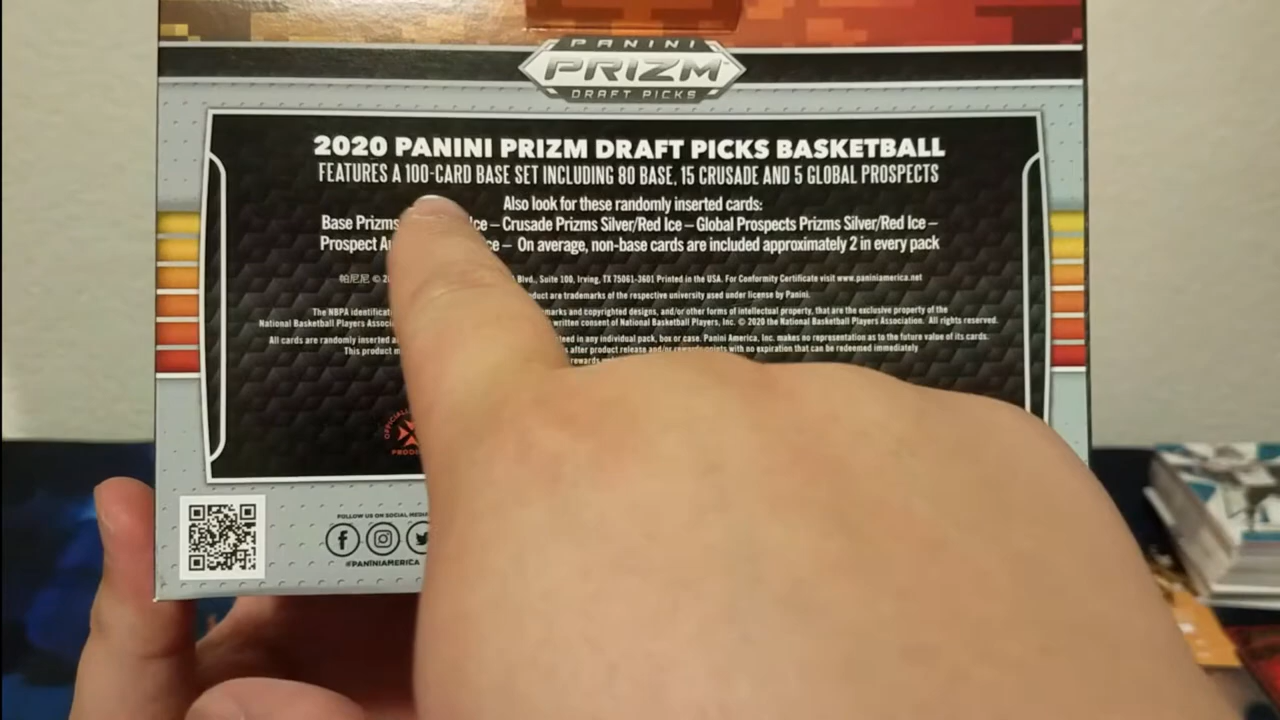 PANINI
PRIZM
DRAFT PICKS
2020 PANINI PRIZM DRAFT PICKS BASKETBALL
FEATURES A 100-CARD BASE SET INCLUDING 80 BASE, 15 CRUSADE AND 5 GLOBAL PROSPECTS
Also look for these randomly inserted cards:
Base Prizms Ice – Crusade Prizms Silver/Red Ice – Global Prospects Prizms Silver/Red Ice –
Prospect – On average, non-base cards are included approximately 2 in every pack
帕尼尼 © Blvd., Suite 100, Irving, TX 75061-3601 Printed in the USA. For Conformity Certificate visit www.paniniamerica.net
are trademarks of the respective university used under license by Panini.
The NBPA marks and copyrighted designs, and/or other forms of intellectual property, that are the exclusive property of the
National Basketball Players written consent of National Basketball Players, Inc. © 2020 the National Basketball Players Association. All rights reserved.
All cards are randomly inserted in any individual pack, box or case. Panini America, Inc. makes no representation as to the future value of its cards.
This product after product release and/or rewards points with no expiration that can be redeemed immediately
rewards
FOLLOW US ON SOCIAL
#PANINIAMERICA